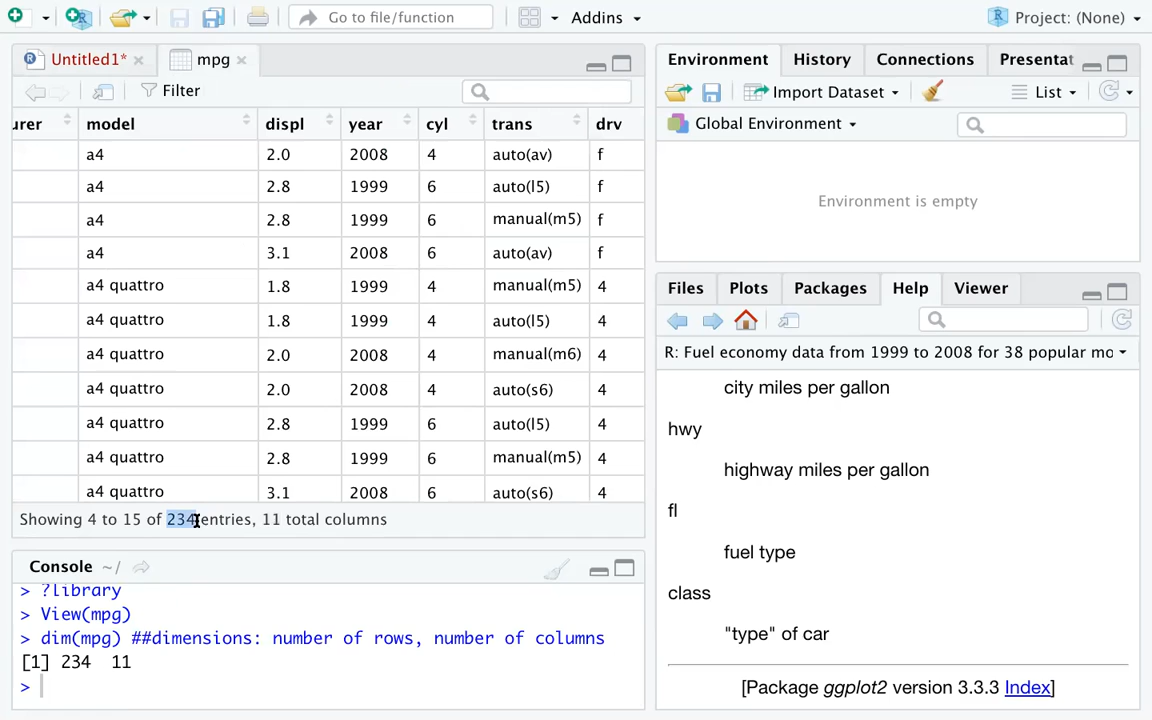 Go to file/function
Addins
Project: (None)
Untitled1*
mpg
Filter
urer model displ year cyl trans drv
a4 2.0 2008 4 auto(av) f
a4 2.8 1999 6 auto(l5) f
a4 2.8 1999 6 manual(m5) f
a4 3.1 2008 6 auto(av) f
a4 quattro 1.8 1999 4 manual(m5) 4
a4 quattro 1.8 1999 4 auto(l5) 4
a4 quattro 2.0 2008 4 manual(m6) 4
a4 quattro 2.0 2008 4 auto(s6) 4
a4 quattro 2.8 1999 6 auto(l5) 4
a4 quattro 2.8 1999 6 manual(m5) 4
a4 quattro 3.1 2008 6 auto(s6) 4
Showing 4 to 15 of 234 entries, 11 total columns
Console ~/
> ?library
> View(mpg)
> dim(mpg) ##dimensions: number of rows, number of columns
[1] 234 11
>
Environment History Connections Presentat
Import Dataset
List
Global Environment
Environment is empty
Files Plots Packages Help Viewer
R: Fuel economy data from 1999 to 2008 for 38 popular mo
city miles per gallon
hwy
highway miles per gallon
fl
fuel type
class
"type" of car
[Package ggplot2 version 3.3.3 Index]